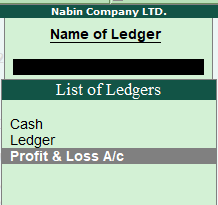 Nabin Company LTD.
Name of Ledger
List of Ledgers
Cash
Ledger
Profit & Loss A/c